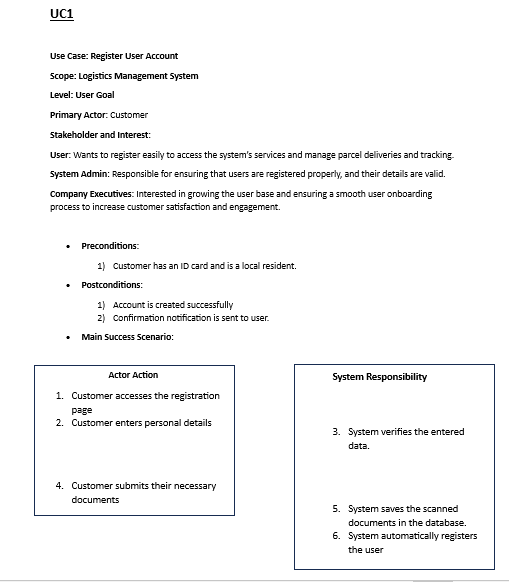 UC1
Use Case: Register User Account
Scope: Logistics Management System
Level: User Goal
Primary Actor: Customer
Stakeholder and Interest:
User: Wants to register easily to access the system's services and manage parcel deliveries and tracking.
System Admin: Responsible for ensuring that users are registered properly, and their details are valid.
Company Executives: Interested in growing the user base and ensuring a smooth user onboarding
process to increase customer satisfaction and engagement.
• Preconditions:
1) Customer has an ID card and is a local resident.
• Postconditions:
1) Account is created successfully
2) Confirmation notification is sent to user.
• Main Success Scenario:
Actor Action
1. Customer accesses the registration
page
2. Customer enters personal details
4. Customer submits their necessary
documents
System Responsibility
3. System verifies the entered
data.
5. System saves the scanned
documents in the database.
6. System automatically registers
the user